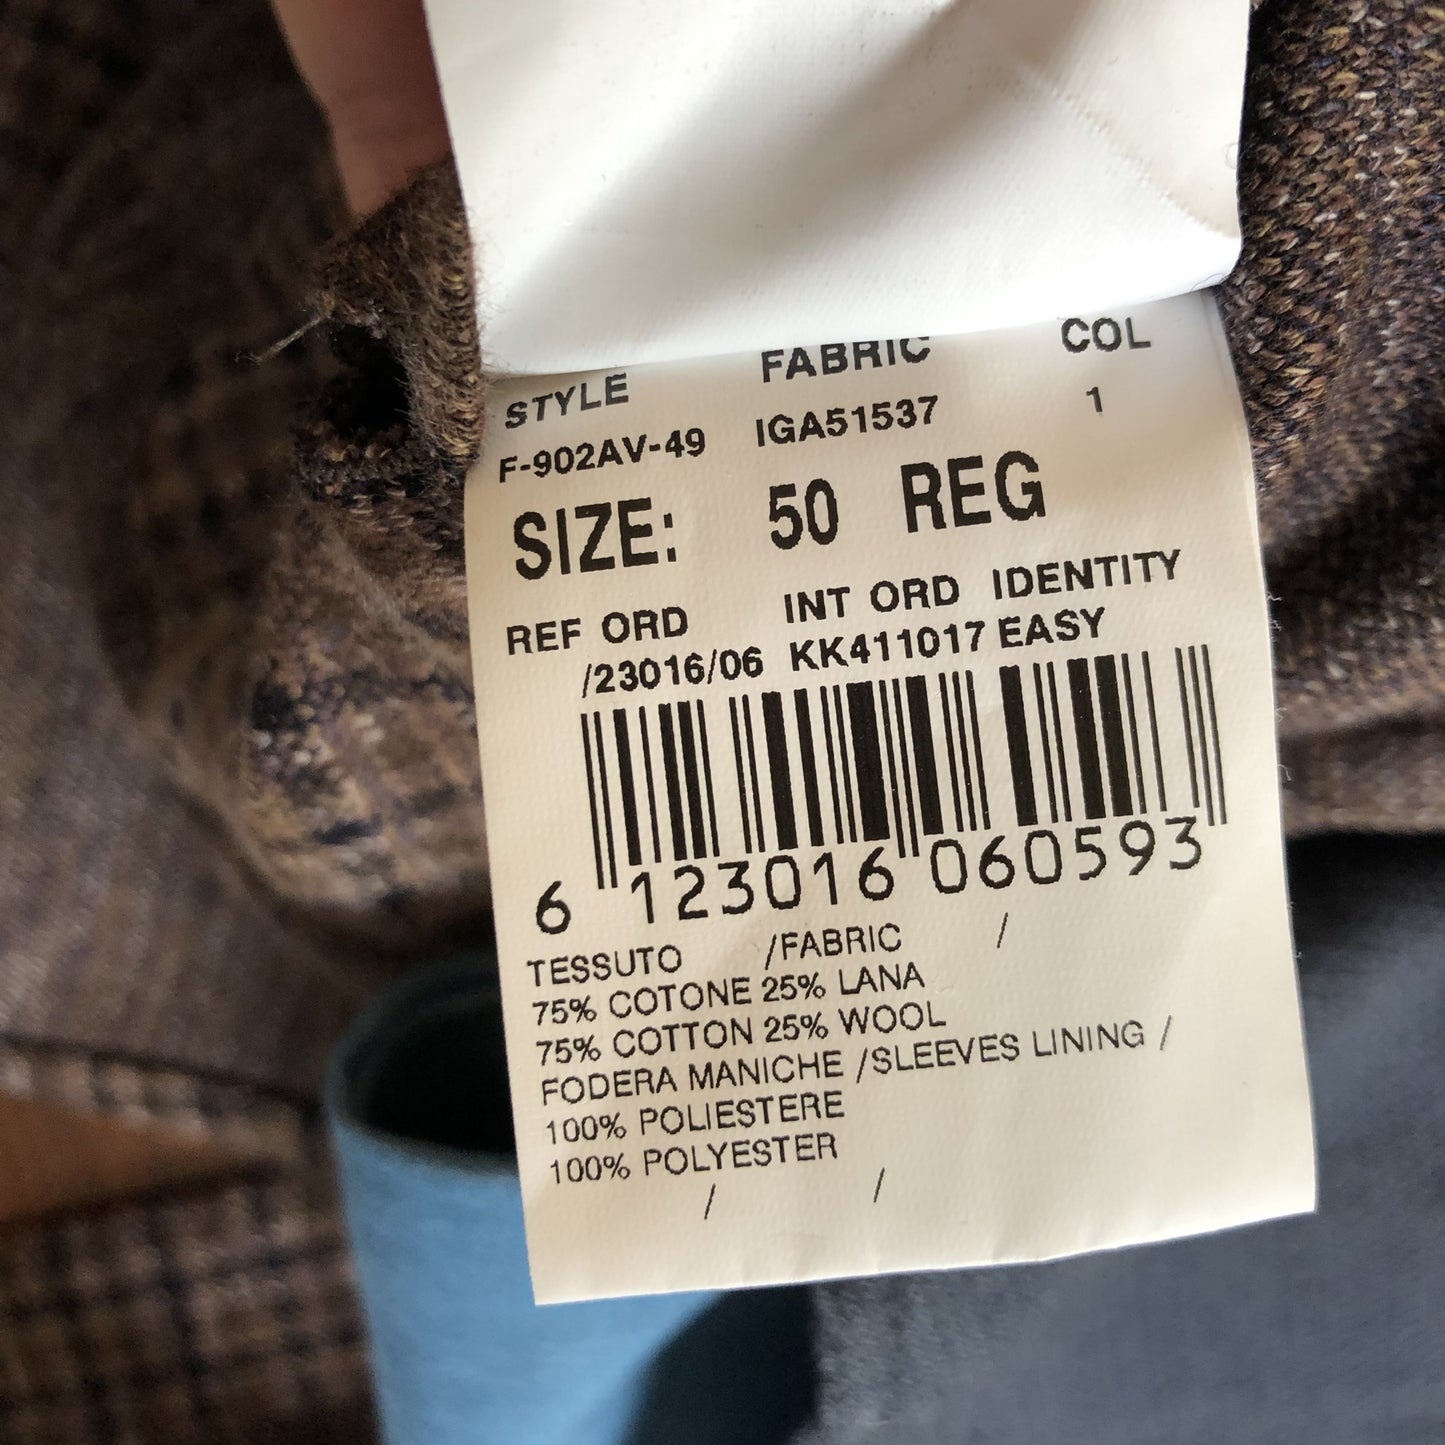 STYLE FABRIC COL
F-902AV-49 IGA51537 1
SIZE: 50 REG
REF ORD INT ORD IDENTITY
/23016/06 KK411017 EASY
6 123016 060593
TESSUTO /FABRIC /
75% COTONE 25% LANA
75% COTTON 25% WOOL
FODERA MANICHE /SLEEVES LINING /
100% POLIESTERE
100% POLYESTER
/ /